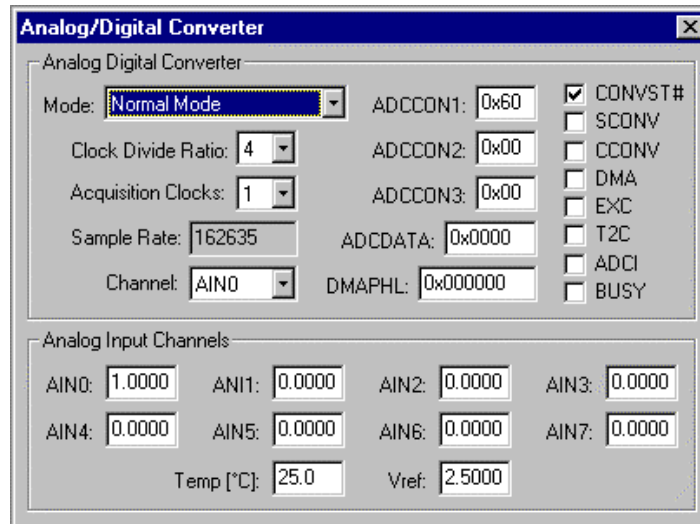 Analog/Digital Converter
Analog Digital Converter
Mode: Normal Mode
ADCCON1: 0x60
CONVST#
SCONV
Clock Divide Ratio: 4
ADCCON2: 0x00
CCONV
DMA
Acquisition Clocks: 1
ADCCON3: 0x00
EXC
Sample Rate: 162635
ADCDATA: 0x0000
T2C
ADCI
Channel: AIN0
DMAPHL: 0x000000
BUSY
Analog Input Channels
AIN0: 1.0000 ANI1: 0.0000 AIN2: 0.0000 AIN3: 0.0000
AIN4: 0.0000 AIN5: 0.0000 AIN6: 0.0000 AIN7: 0.0000
Temp [°C]: 25.0 Vref: 2.5000